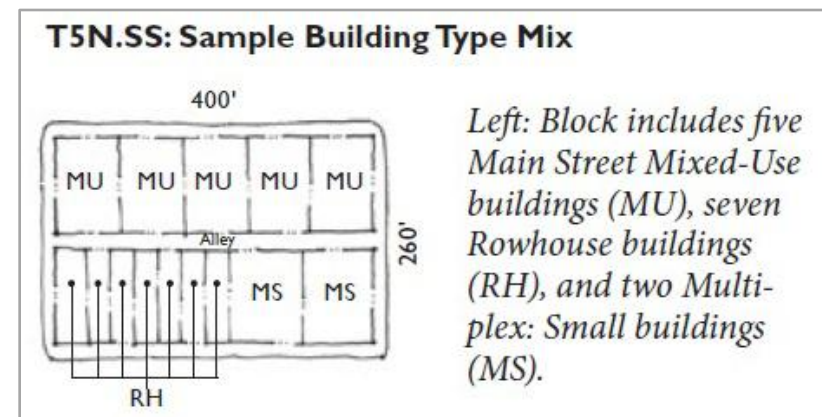 T5N.SS: Sample Building Type Mix
400'
MU MU MU MU MU
Alley
260'
MS MS
RH
Left: Block includes five
Main Street Mixed-Use
buildings (MU), seven
Rowhouse buildings
(RH), and two Multi-
plex: Small buildings
(MS).